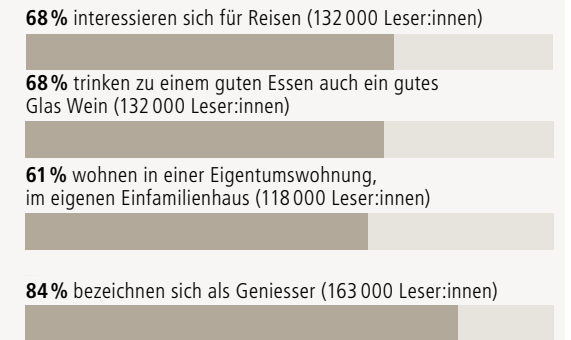 68 % interessieren sich für Reisen (132 000 Leser:innen)
68 % trinken zu einem guten Essen auch ein gutes
Glas Wein (132 000 Leser:innen)
61 % wohnen in einer Eigentumswohnung,
im eigenen Einfamilienhaus (118 000 Leser:innen)
84 % bezeichnen sich als Geniesser (163 000 Leser:innen)